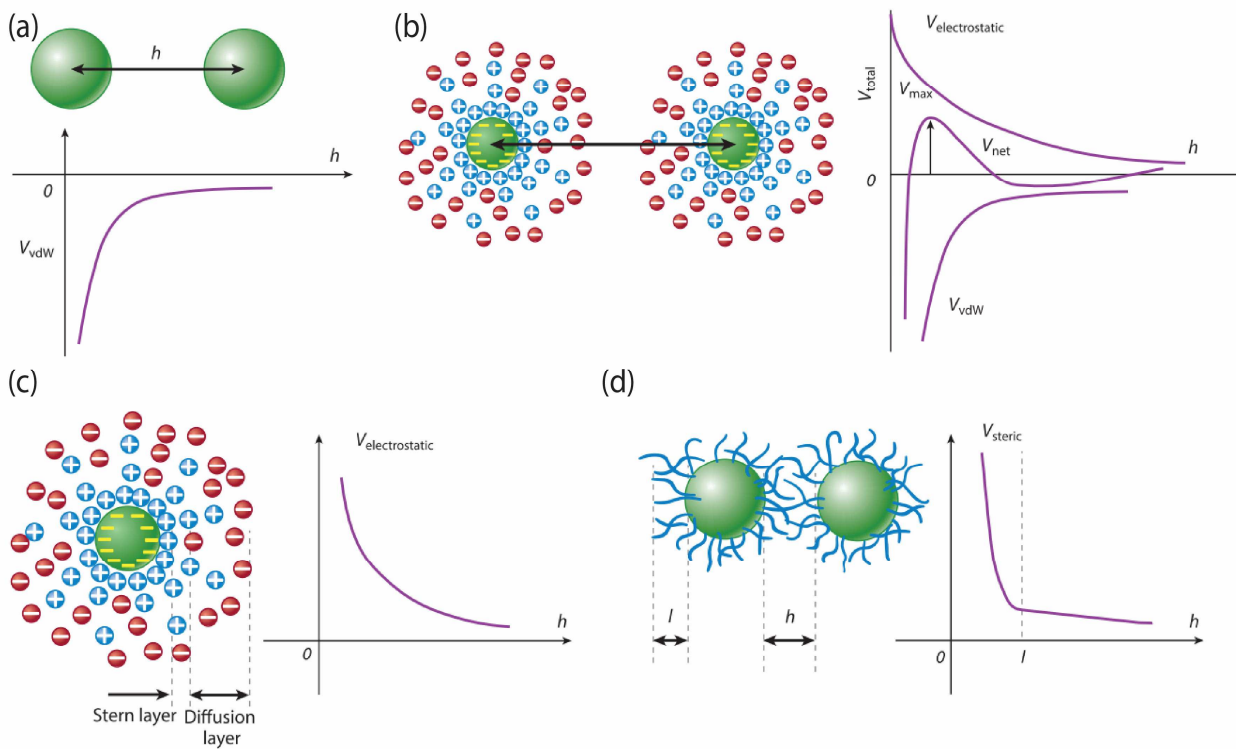 (a)
h
h
0
VvdW
(b)
Velectrostatic
Vtotal
Vmax
Vnet
h
0
VvdW
(c)
Velectrostatic
h
0
Stern layer
Diffusion
layer
(d)
l
h
Vsteric
h
0
l